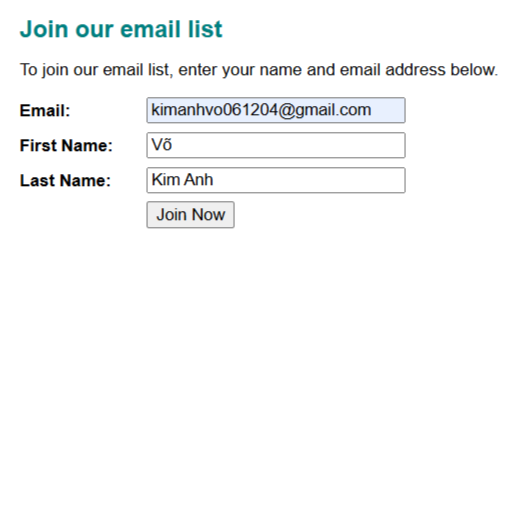 Join our email list
To join our email list, enter your name and email address below.
Email: kimanhvo061204@gmail.com
First Name: Võ
Last Name: Kim Anh
Join Now